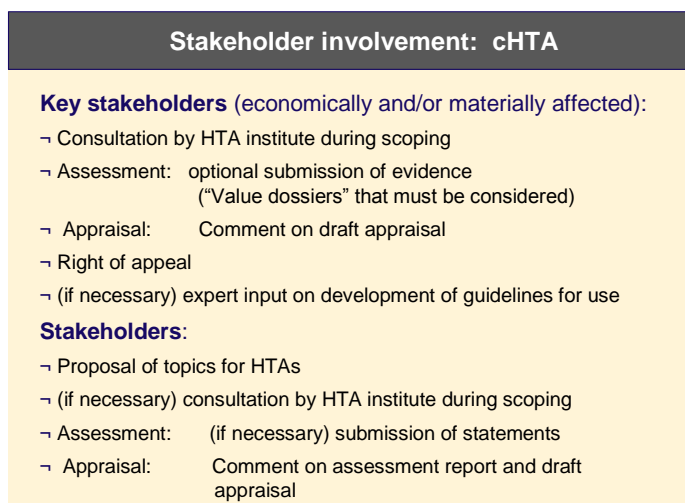 Stakeholder involvement: cHTA
Key stakeholders (economically and/or materially affected):
¬ Consultation by HTA institute during scoping
¬ Assessment: optional submission of evidence
("Value dossiers" that must be considered)
¬ Appraisal: Comment on draft appraisal
¬ Right of appeal
¬ (if necessary) expert input on development of guidelines for use
Stakeholders:
¬ Proposal of topics for HTAs
¬ (if necessary) consultation by HTA institute during scoping
¬ Assessment: (if necessary) submission of statements
¬ Appraisal: Comment on assessment report and draft
appraisal